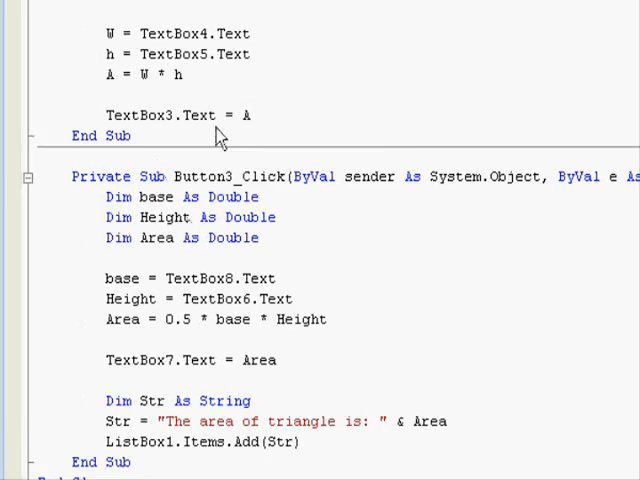 W = TextBox4.Text
h = TextBox5.Text
A = W * h
TextBox3.Text = A
End Sub
Private Sub Button3_Click(ByVal sender As System.Object, ByVal e As
Dim base As Double
Dim Height As Double
Dim Area As Double
base = TextBox8.Text
Height = TextBox6.Text
Area = 0.5 * base * Height
TextBox7.Text = Area
Dim Str As String
Str = "The area of triangle is: " & Area
ListBox1.Items.Add(Str)
End Sub